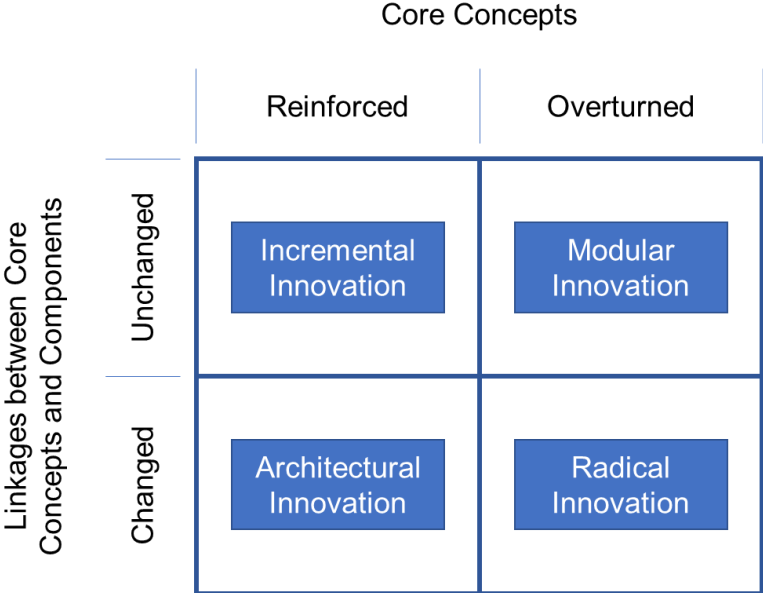 Core Concepts
Reinforced
Overturned
Linkages between Core
Concepts and Components
Unchanged
Incremental
Innovation
Modular
Innovation
Changed
Architectural
Innovation
Radical
Innovation